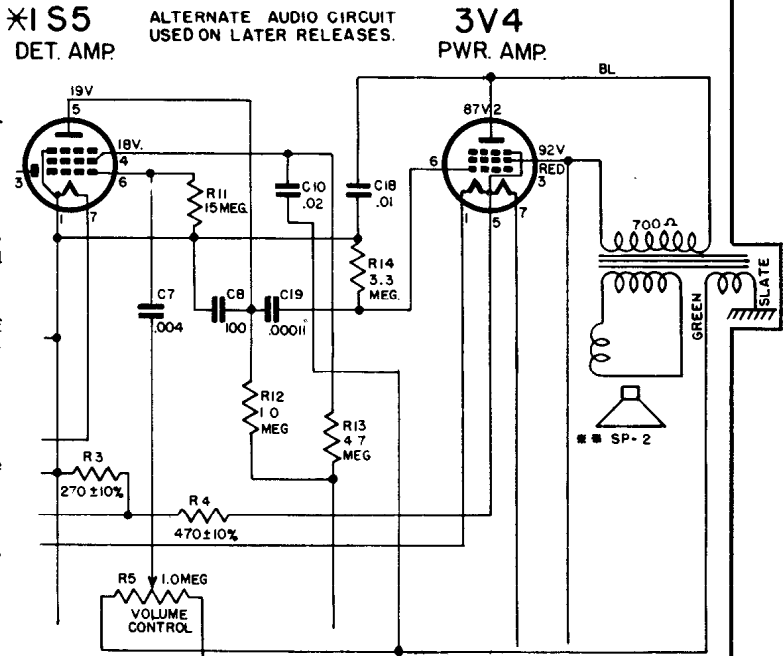 *1S5
DET. AMP.
ALTERNATE AUDIO CIRCUIT
USED ON LATER RELEASES.
3V4
PWR. AMP.
BL
19V
5
87V 2
18V.
4
6
3
1
7
6
92V
RED
3
1
5
7
R11
15 MEG.
C10
.02
C18
.01
700Ω
R14
3.3
MEG.
SLATE
C7
.004
C8
100
C19
.00011
GREEN
R12
1 0
MEG
R13
4 7
MEG
** SP-2
R3
270±10%
R4
470±10%
R5
1.0MEG
VOLUME
CONTROL